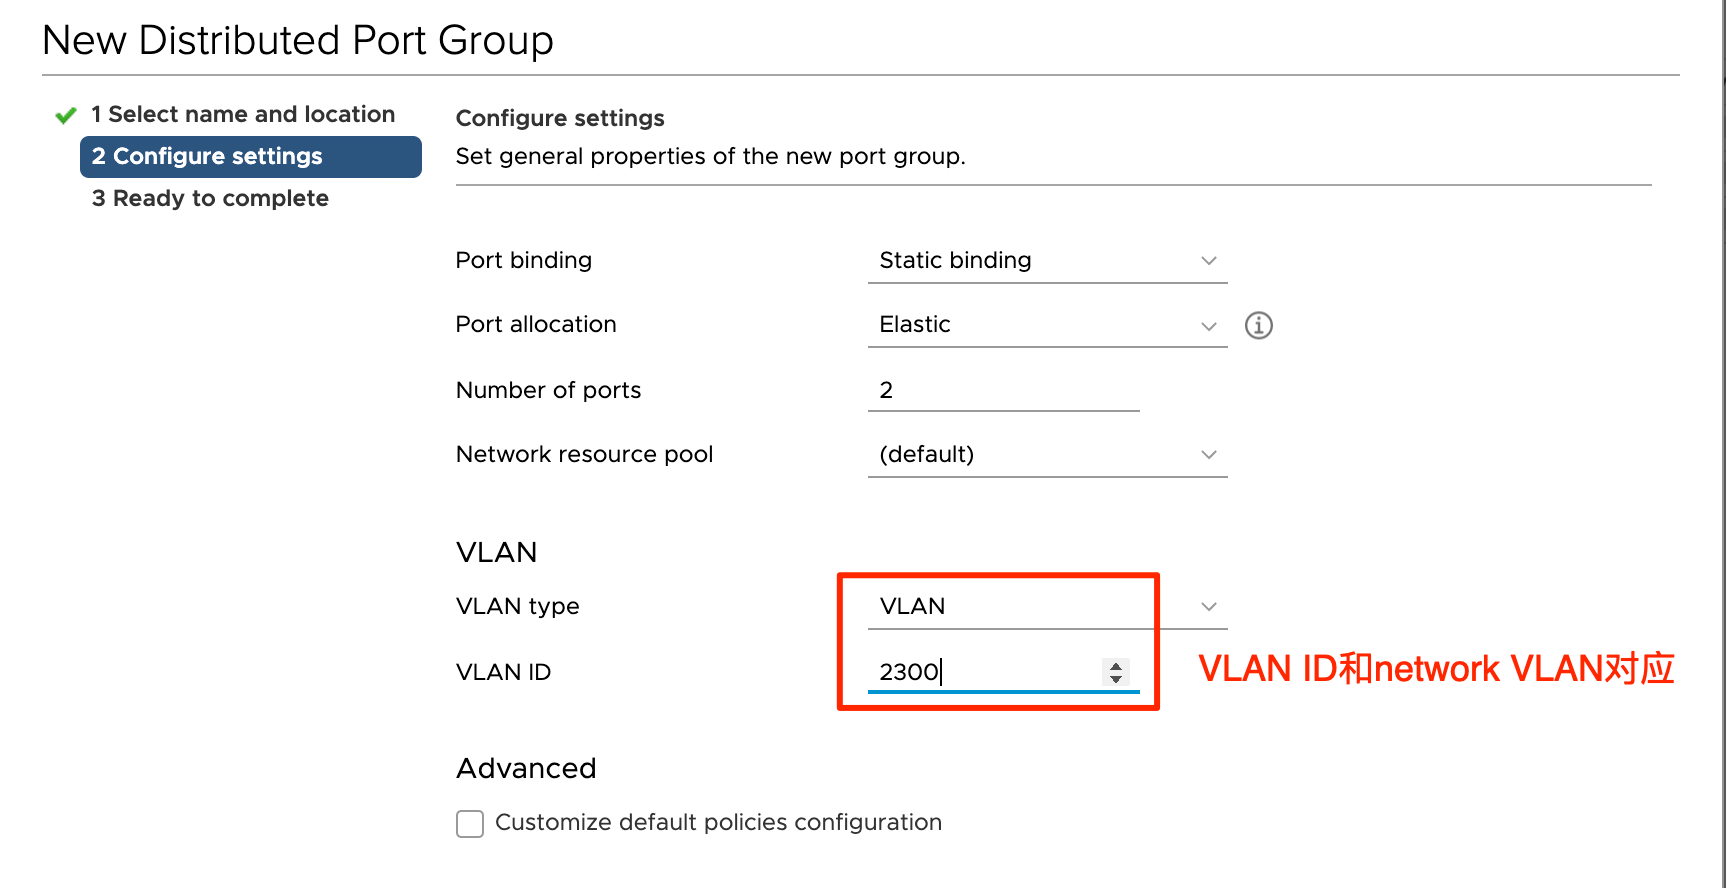 New Distributed Port Group
1 Select name and location
2 Configure settings
3 Ready to complete
Configure settings
Set general properties of the new port group.
Port binding
Static binding
Port allocation
Elastic
Number of ports
2
Network resource pool
(default)
VLAN
VLAN type
VLAN
VLAN ID
2300
VLAN ID和network VLAN对应
Advanced
Customize default policies configuration